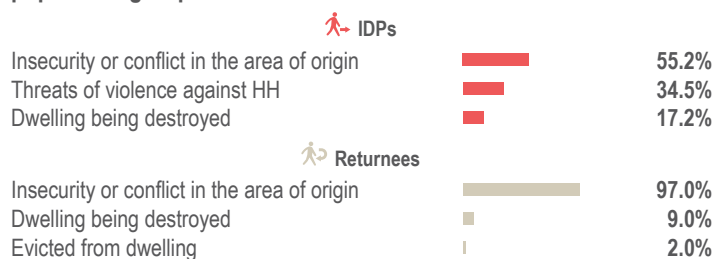 IDPs
Insecurity or conflict in the area of origin 55.2%
Threats of violence against HH 34.5%
Dwelling being destroyed 17.2%
Returnees
Insecurity or conflict in the area of origin 97.0%
Dwelling being destroyed 9.0%
Evicted from dwelling 2.0%